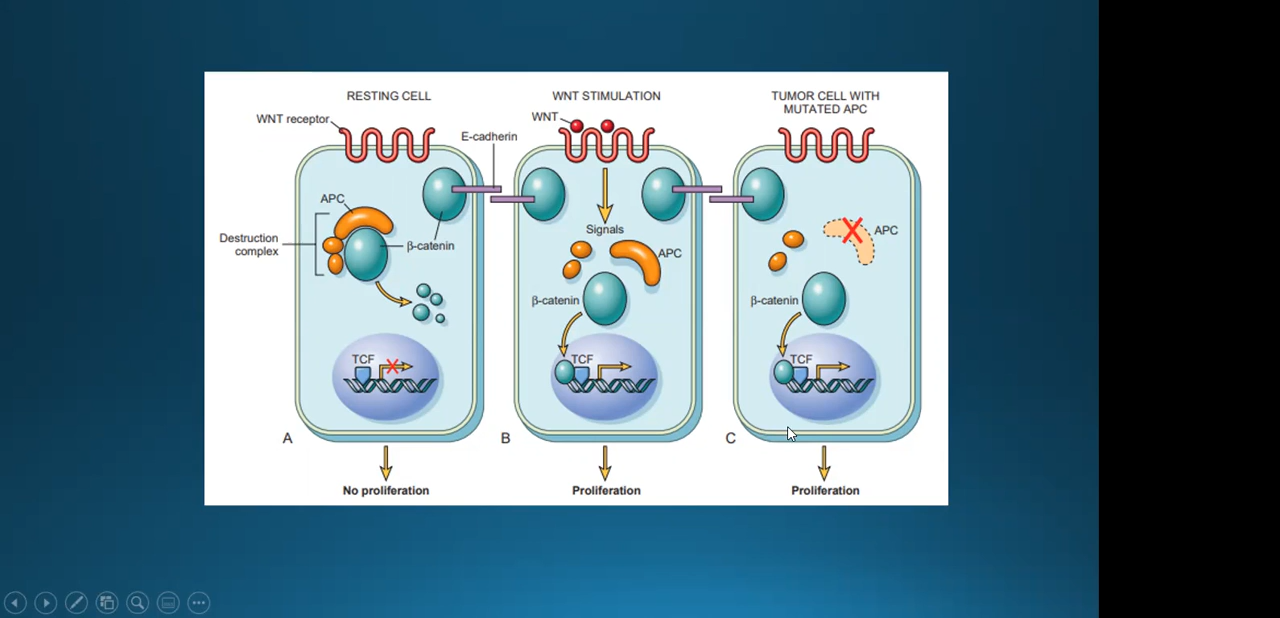 RESTING CELL
WNT STIMULATION
TUMOR CELL WITH
MUTATED APC
WNT receptor
WNT
E-cadherin
APC
Destruction
complex
β-catenin
Signals
APC
APC
β-catenin
β-catenin
TCF
TCF
TCF
A
B
C
No proliferation
Proliferation
Proliferation